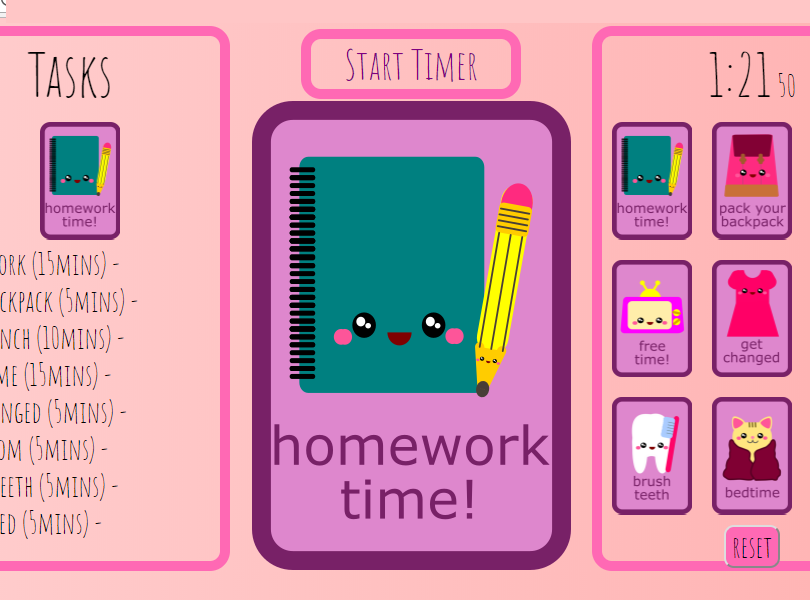 Tasks
homework
time!
ORK (15mins) -
CKPACK (5mins) -
NCH (10mins) -
ME (15mins) -
NGED (5mins) -
OM (5mins) -
EETH (5mins) -
ED (5mins) -
Start Timer
homework
time!
1:21 50
homework
time!
pack your
backpack
free
time!
get
changed
brush
teeth
bedtime
RESET